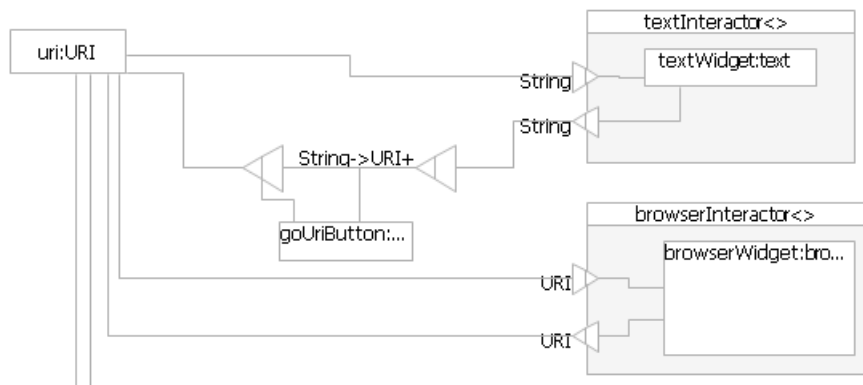 textInteractor<>
uri:URI
textWidget:text
String
String
String->URI+
browserInteractor<>
goUriButton:...
browserWidget:bro...
URI
URI